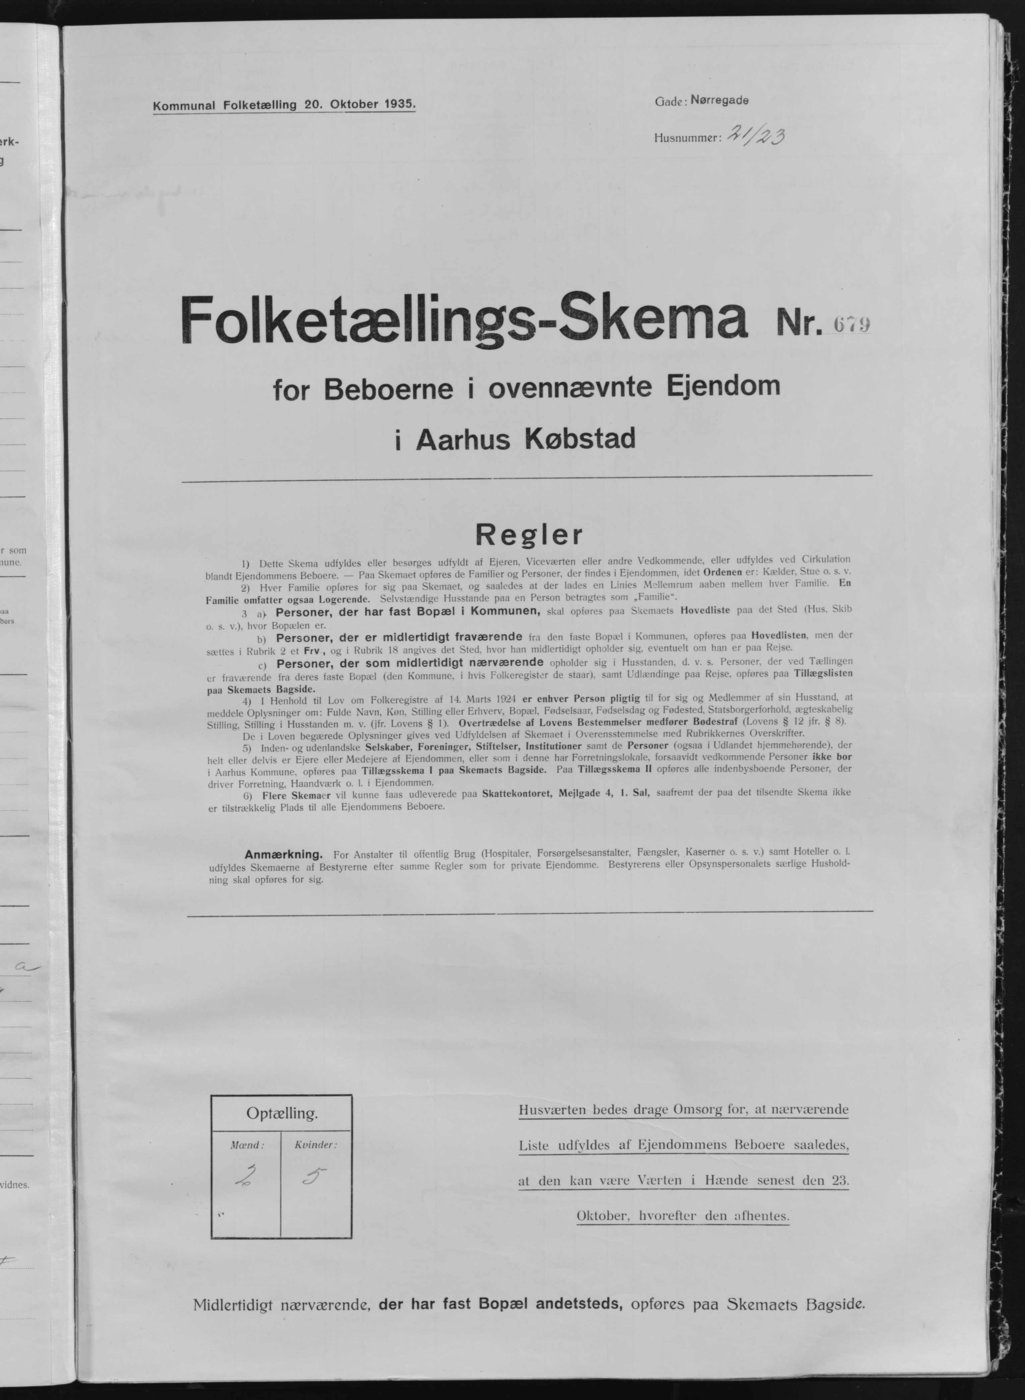 Kommunal Folketælling 20. Oktober 1935.
Gade: Nørregade
Husnummer: 21/23
Folketællings-Skema Nr. 679
for Beboerne i ovennævnte Ejendom
i Aarhus Købstad
Regler
1) Dette Skema udfyldes eller besørges udfyldt af Ejeren, Viceværten eller andre Vedkommende, eller udfyldes ved Cirkulation
blandt Ejendommens Beboere. — Paa Skemaet opføres de Familier og Personer, der findes i Ejendommen, idet Ordenen er: Kælder, Stue o. s. v.
2) Hver Familie opføres for sig paa Skemaet, og saaledes at der lades en Linies Mellemrum aaben mellem hver Familie. En
Familie omfatter ogsaa Logerende. Selvstændige Husstande paa en Person betragtes som „Familie“.
3 a) Personer, der har fast Bopæl i Kommunen, skal opføres paa Skemaets Hovedliste paa det Sted (Hus, Skib
o. s. v.), hvor Bopælen er.
b) Personer, der er midlertidigt fraværende fra den faste Bopæl i Kommunen, opføres paa Hovedlisten, men der
sættes i Rubrik 2 et Frv., og i Rubrik 18 angives det Sted, hvor han midlertidigt opholder sig, eventuelt om han er paa Rejse.
c) Personer, der som midlertidigt nærværende opholder sig i Husstanden, d. v. s. Personer, der ved Tællingen
er fraværende fra deres faste Bopæl (den Kommune, i hvis Folkeregister de staar), samt Udlændinge paa Rejse, opføres paa Tillægslisten
paa Skemaets Bagside.
4) I Henhold til Lov om Folkeregistre af 14. Marts 1924 er enhver Person pligtig til for sig og Medlemmer af sin Husstand, at
meddele Oplysninger om: Fulde Navn, Køn, Stilling eller Erhverv, Bopæl, Fødselsaar, Fødselsdag og Fødested, Statsborgerforhold, ægteskabelig
Stilling, Stilling i Husstanden m. v. (jfr. Lovens § 1). Overtrædelse af Lovens Bestemmelser medfører Bødestraf (Lovens § 12 jfr. § 8).
De i Loven begærede Oplysninger gives ved Udfyldelsen af Skemaet i Overensstemmelse med Rubrikkernes Overskrifter.
5) Inden- og udenlandske Selskaber, Foreninger, Stiftelser, Institutioner samt de Personer (ogsaa i Udlandet hjemmehørende), der
helt eller delvis er Ejere eller Medejere af Ejendommen, eller som i denne har Forretningslokale, forsaavidt vedkommende Personer ikke bor
i Aarhus Kommune, opføres paa Tillægsskema I paa Skemaets Bagside. Paa Tillægsskema II opføres alle indenbysboende Personer, der
driver Forretning, Haandværk o. l. i Ejendommen.
6) Flere Skemaer vil kunne faas udleverede paa Skattekontoret, Mejlgade 4, 1. Sal, saafremt der paa det tilsendte Skema ikke
er tilstrækkelig Plads til alle Ejendommens Beboere.
Anmærkning. For Anstalter til offentlig Brug (Hospitaler, Forsørgelsesanstalter, Fængsler, Kaserner o. s. v.) samt Hoteller o. l.
udfyldes Skemaerne af Bestyrerne efter samme Regler som for private Ejendomme. Bestyrerens eller Opsynspersonalets særlige Hushold-
ning skal opføres for sig.
Optælling.
Mænd: Kvinder:
2 5
Husværten bedes drage Omsorg for, at nærværende
Liste udfyldes af Ejendommens Beboere saaledes,
at den kan være Værten i Hænde senest den 23.
Oktober, hvorefter den afhentes.
Midlertidigt nærværende, der har fast Bopæl andetsteds, opføres paa Skemaets Bagside.